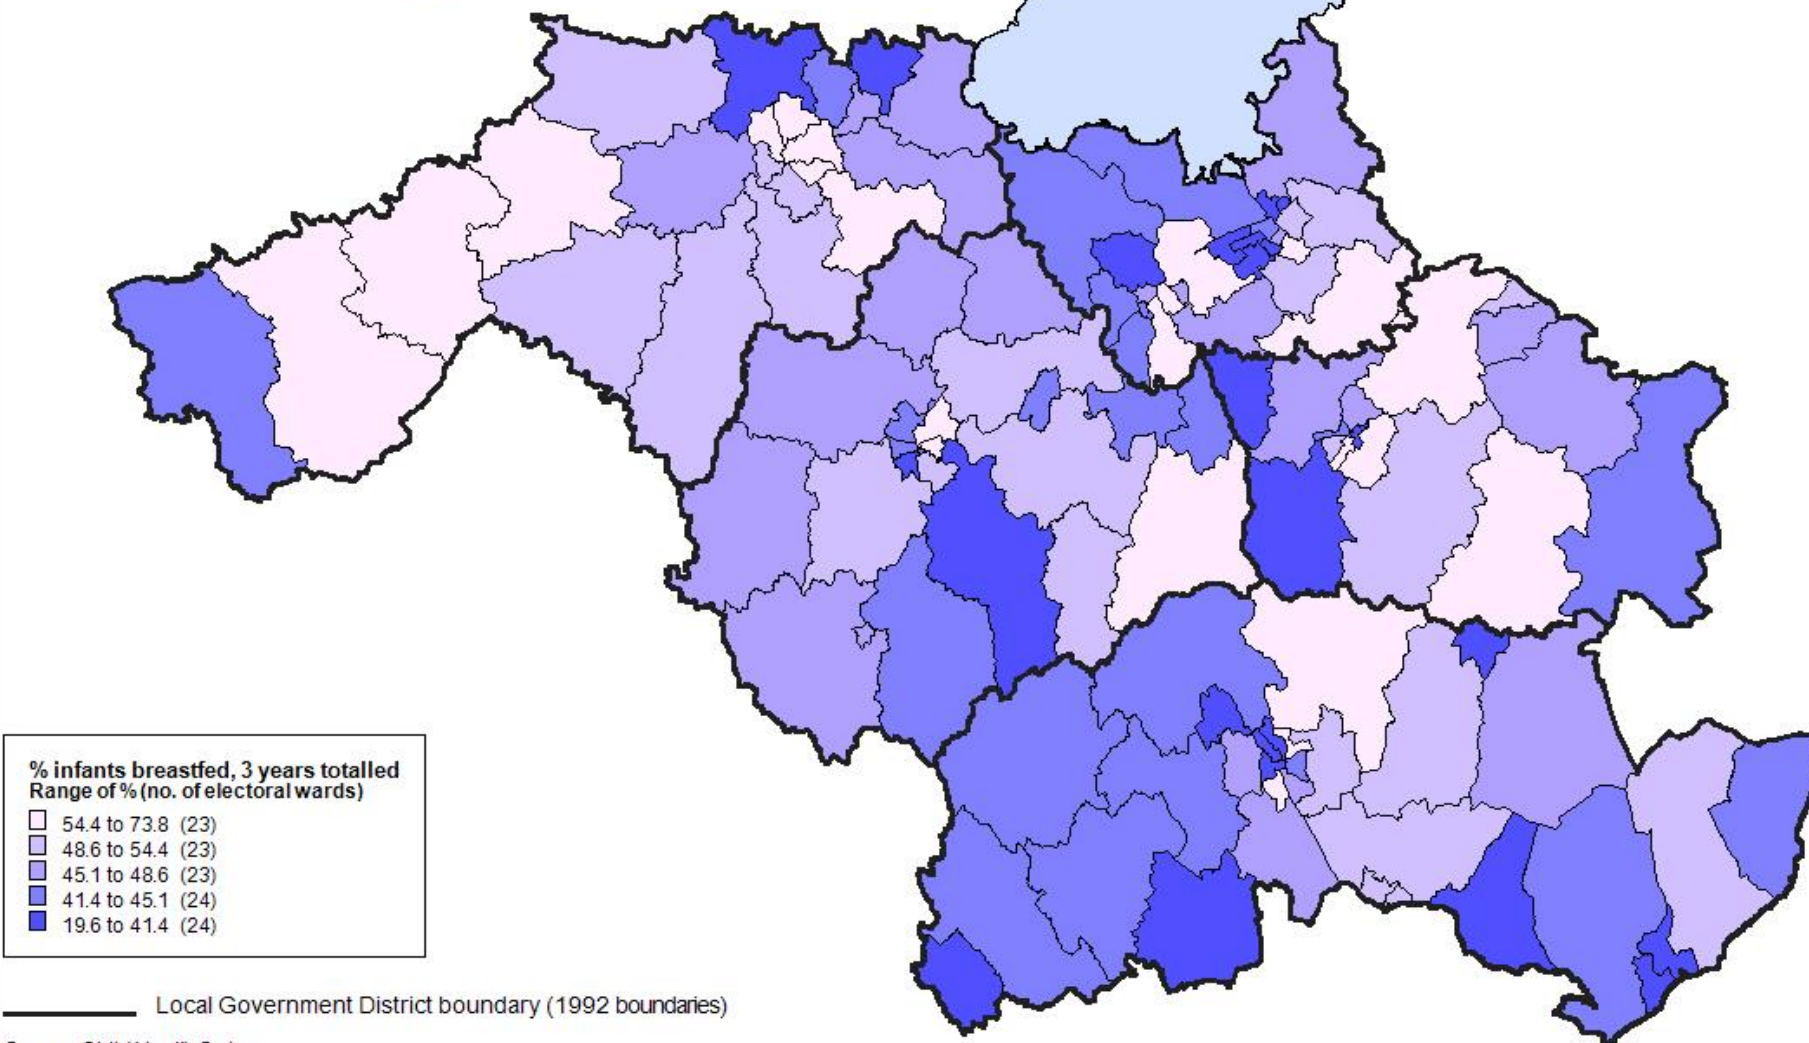 % infants breastfed, 3 years totalled
Range of % (no. of electoral wards)
54.4 to 73.8 (23)
48.6 to 54.4 (23)
45.1 to 48.6 (23)
41.4 to 45.1 (24)
19.6 to 41.4 (24)
Local Government District boundary (1992 boundaries)